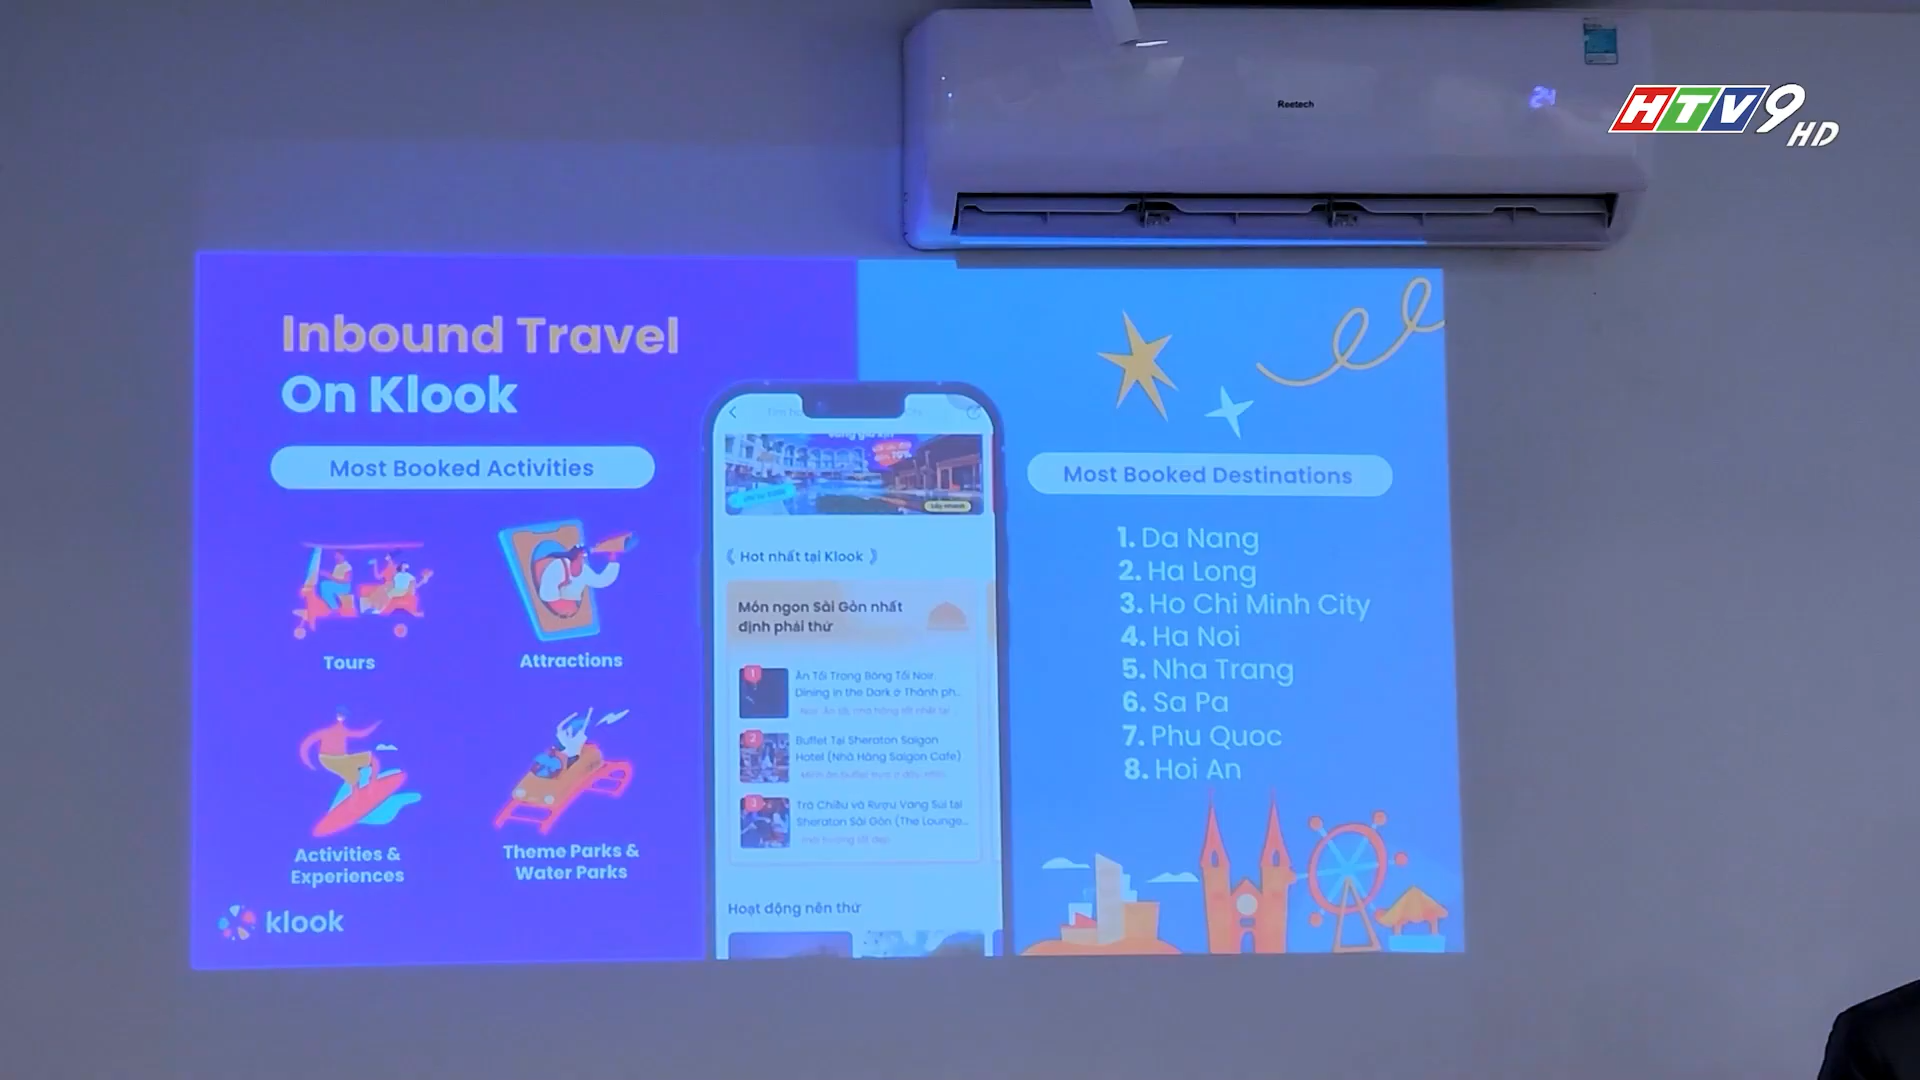 Reetech
24
HTV9
HD
Inbound Travel
On Klook
Most Booked Activities
Tours
Attractions
Activities &
Experiences
Theme Parks &
Water Parks
klook
Hot nhất tại Klook
Món ngon Sài Gòn nhất
định phải thử
1
Ăn Tối Trong Bóng Tối Noir.
Dining in the Dark ở Thành ph...
2
Buffet Tại Sheraton Saigon
Hotel (Nhà Hàng Saigon Cafe)
3
Trà Chiều và Rượu Vang Sủi tại
Sheraton Sài Gòn (The Lounge...
Hoạt động nên thử
Most Booked Destinations
1. Da Nang
2. Ha Long
3. Ho Chi Minh City
4. Ha Noi
5. Nha Trang
6. Sa Pa
7. Phu Quoc
8. Hoi An